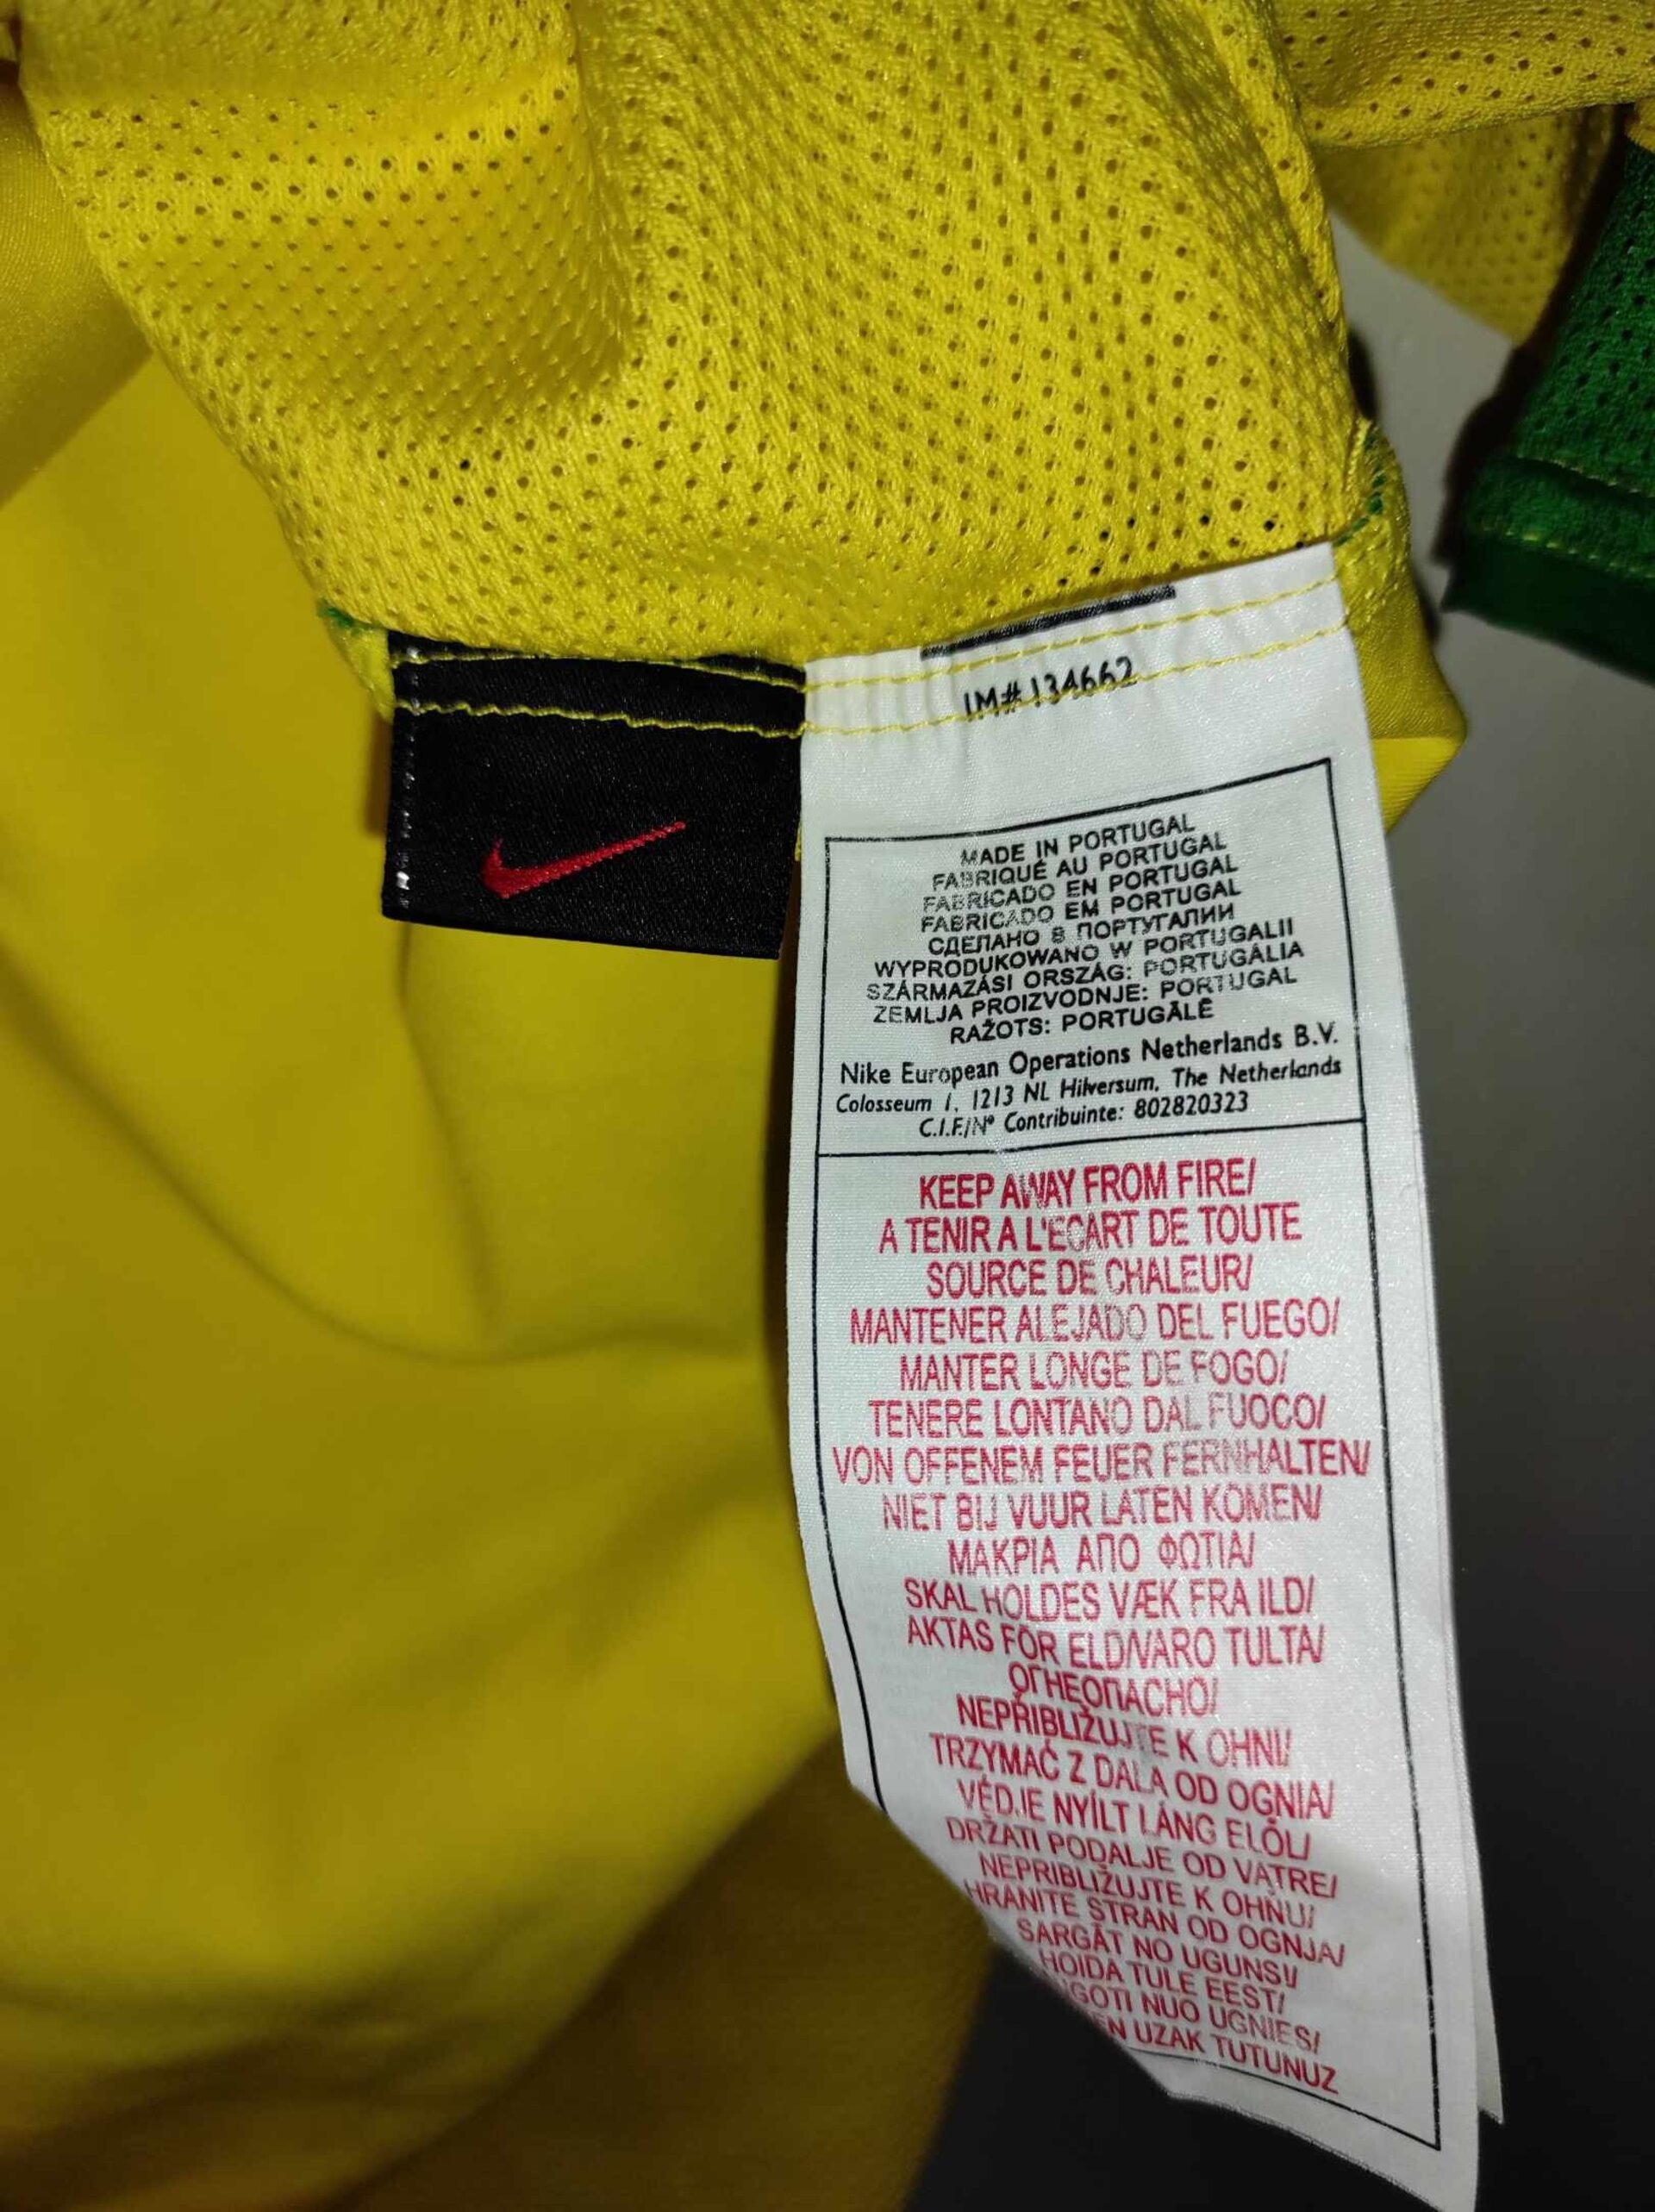 IM# 134662
MADE IN PORTUGAL
FABRIQUÉ AU PORTUGAL
FABRICADO EN PORTUGAL
FABRICADO EM PORTUGAL
СДЕЛАНО В ПОРТУГАЛИИ
WYPRODUKOWANO W PORTUGALII
SZÁRMAZÁSI ORSZÁG: PORTUGÁLIA
ZEMLJA PROIZVODNJE: PORTUGAL
RAŽOTS: PORTUGĀLĒ
Nike European Operations Netherlands B.V.
Colosseum 1, 1213 NL Hilversum, The Netherlands
C.I.F./Nº Contribuinte: 802820323
KEEP AWAY FROM FIRE/
A TENIR A L'ECART DE TOUTE
SOURCE DE CHALEUR/
MANTENER ALEJADO DEL FUEGO/
MANTER LONGE DE FOGO/
TENERE LONTANO DAL FUOCO/
VON OFFENEM FEUER FERNHALTEN/
NIET BIJ VUUR LATEN KOMEN/
ΜΑΚΡΙΑ ΑΠΟ ΦΩΤΙΑ/
SKAL HOLDES VÆK FRA ILD/
AKTAS FÖR ELD/VARO TULTA/
ОГНЕОПАСНО/
NEPŘIBLIŽUJTE K OHNI/
TRZYMAĆ Z DALA OD OGNIA/
VÉDJE NYÍLT LÁNG ELŐL/
DRŽATI PODALJE OD VATRE/
NEPRIBLIŽUJTE K OHŇU/
HRANITE STRAN OD OGNJA/
SARGĀT NO UGUNS/
HOIDA TULE EEST/
GOTI NUO UGNIES/
EN UZAK TUTUNUZ